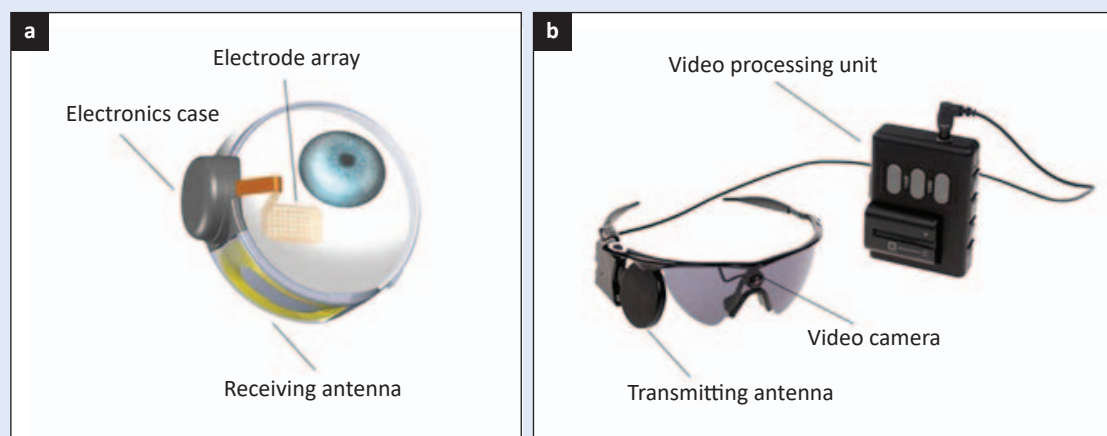 a
Electrode array
Electronics case
Receiving antenna
b
Video processing unit
Video camera
Transmitting antenna